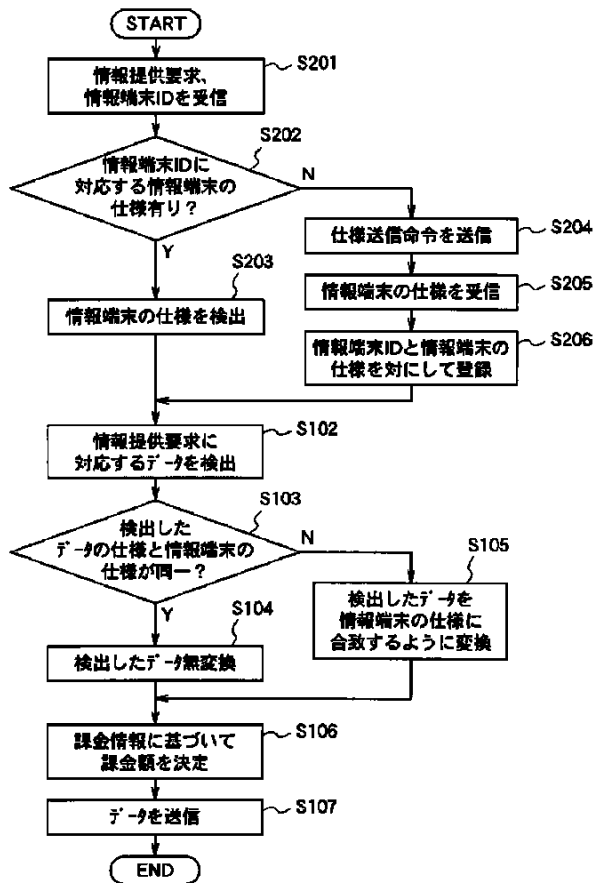 START
S201
情報提供要求、
情報端末IDを受信
S202
情報端末IDに
対応する情報端末の
仕様有り？
N
Y
S204
仕様送信命令を送信
S203
情報端末の仕様を検出
S205
情報端末の仕様を受信
S206
情報端末IDと情報端末の
仕様を対にして登録
S102
情報提供要求に
対応するデータを検出
S103
検出した
データの仕様と情報端末の
仕様が同一？
N
Y
S105
検出したデータを
情報端末の仕様に
合致するように変換
S104
検出したデータ無変換
S106
課金情報に基づいて
課金額を決定
S107
データを送信
END